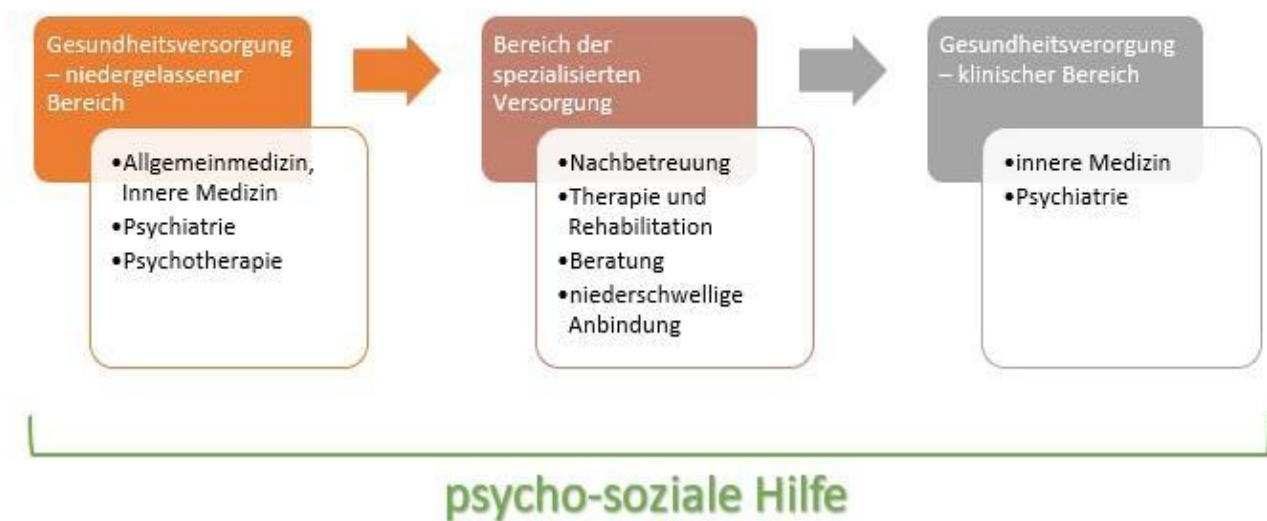 Gesundheitsversorgung
– niedergelassener
Bereich
•Allgemeinmedizin,
Innere Medizin
•Psychiatrie
•Psychotherapie
Bereich der
spezialisierten
Versorgung
•Nachbetreuung
•Therapie und
Rehabilitation
•Beratung
•niederschwellige
Anbindung
Gesundheitsverorgung
– klinischer Bereich
•innere Medizin
•Psychiatrie
psycho-soziale Hilfe